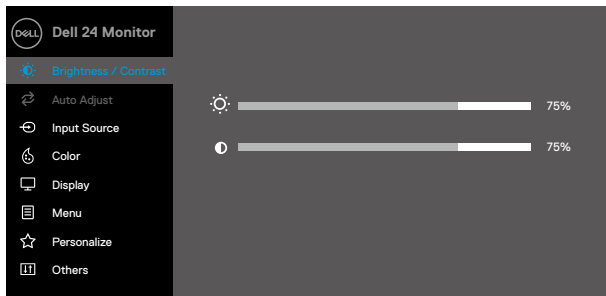 DELL Dell 24 Monitor
Brightness / Contrast
Auto Adjust
75%
Input Source
Color
75%
Display
Menu
Personalize
Others